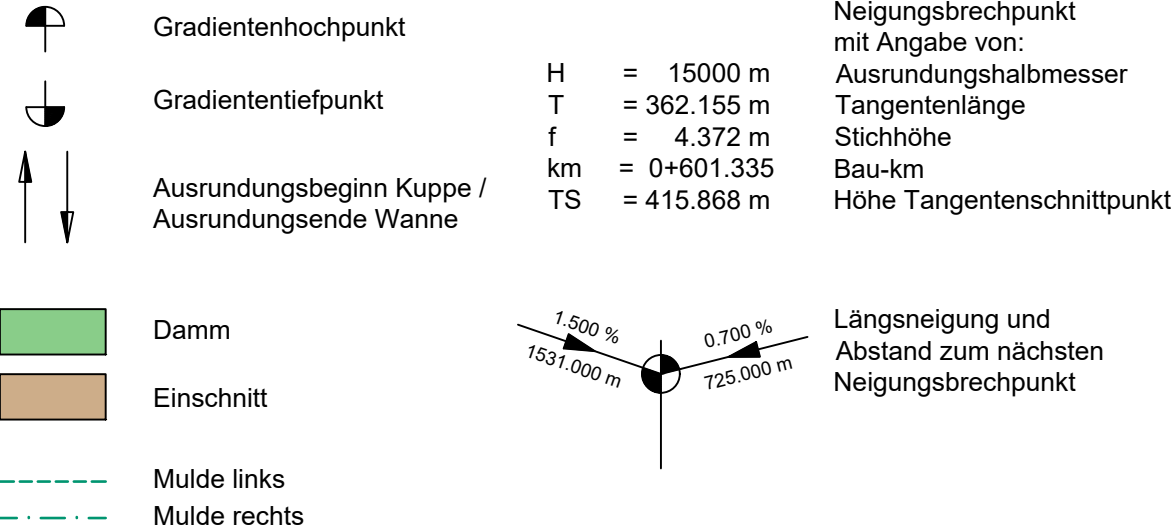 Gradientenhochpunkt
Gradiententiefpunkt
Ausrundungsbeginn Kuppe /
Ausrundungsende Wanne
Damm
Einschnitt
Mulde links
Mulde rechts
Neigungsbrechpunkt
mit Angabe von:
H = 15000 m Ausrundungshalbmesser
T = 362.155 m Tangentenlänge
f = 4.372 m Stichhöhe
km = 0+601.335 Bau-km
TS = 415.868 m Höhe Tangentenschnittpunkt
1.500 %
1531.000 m
0.700 %
725.000 m
Längsneigung und
Abstand zum nächsten
Neigungsbrechpunkt